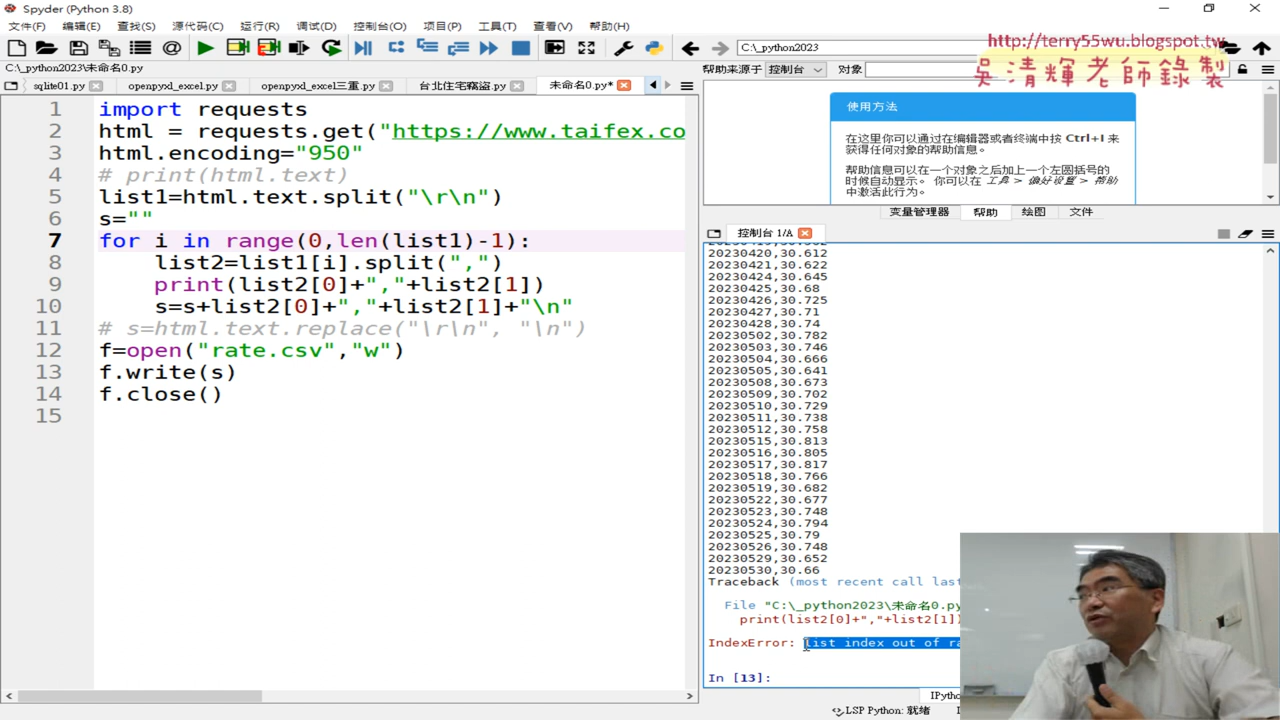 Spyder (Python 3.8)
文件(F) 编辑(E) 查找(S) 源代码(C) 运行(R) 调试(D) 控制台(O) 项目(P) 工具(T) 查看(V) 帮助(H)
C:\_python2023
http://terry55wu.blogspot.tw
吳清輝老師錄製
C:\_python2023\未命名0.py
帮助来源于 控制台 对象
sqlite01.py openpyxl_excel.py openpyxl_excel三重.py 台北住宅竊盜.py 未命名0.py*
1 import requests
2 html = requests.get("https://www.taifex.co
3 html.encoding="950"
4 # print(html.text)
5 list1=html.text.split("\r\n")
6 s=""
7 for i in range(0,len(list1)-1):
8 list2=list1[i].split(",")
9 print(list2[0]+","+list2[1])
10 s=s+list2[0]+","+list2[1]+"\n"
11 # s=html.text.replace("\r\n", "\n")
12 f=open("rate.csv","w")
13 f.write(s)
14 f.close()
15
使用方法
在这里你可以通过在编辑器或者终端中按 Ctrl+I 来
获得任何对象的帮助信息。
帮助信息可以在一个对象之后加上一个左圆括号的
时候自动显示。 你可以在 工具 > 偏好设置 > 帮助
中激活此行为。
变量管理器 帮助 绘图 文件
控制台 1/A
20230420,30.612
20230421,30.622
20230424,30.645
20230425,30.68
20230426,30.725
20230427,30.71
20230428,30.74
20230502,30.782
20230503,30.746
20230504,30.666
20230505,30.641
20230508,30.673
20230509,30.702
20230510,30.729
20230511,30.738
20230512,30.758
20230515,30.813
20230516,30.805
20230517,30.817
20230518,30.766
20230519,30.682
20230522,30.677
20230523,30.748
20230524,30.794
20230525,30.79
20230526,30.748
20230529,30.652
20230530,30.66
Traceback (most recent call las
File "C:\_python2023\未命名0.py
print(list2[0]+","+list2[1])
IndexError: list index out of ra
In [13]:
IPytho
LSP Python: 就绪